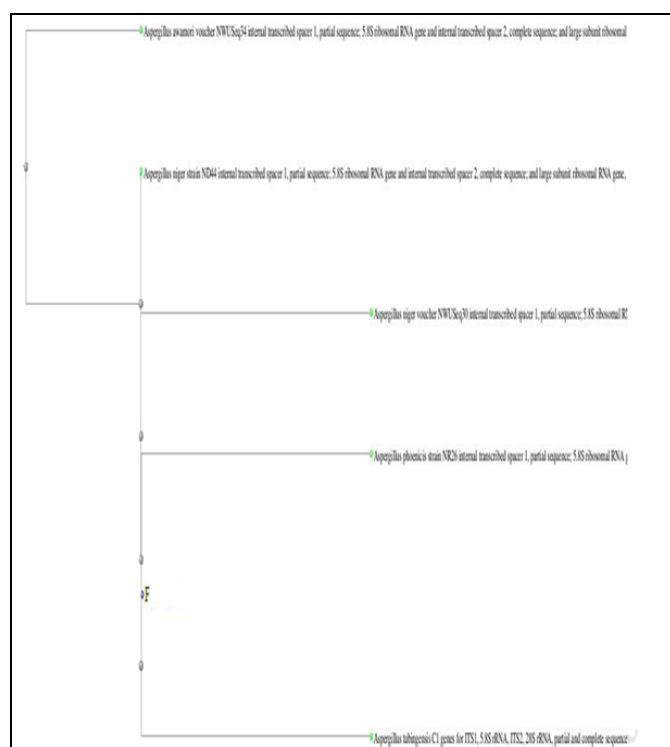 Aspergillus awamori voucher NWUSeq34 internal transcribed spacer 1, partial sequence; 5.8S ribosomal RNA gene and internal transcribed spacer 2, complete sequence; and large subunit ribosomal
Aspergillus niger strain ND44 internal transcribed spacer 1, partial sequence; 5.8S ribosomal RNA gene and internal transcribed spacer 2, complete sequence; and large subunit ribosomal RNA gene,
Aspergillus niger voucher NWUSeq30 internal transcribed spacer 1, partial sequence; 5.8S ribosomal
Aspergillus phoenicis strain NR26 internal transcribed spacer 1, partial sequence; 5.8S ribosomal RNA
F
Aspergillus tubingensis C1 genes for ITS1, 5.8S rRNA, ITS2, 28S rRNA, partial and complete sequence